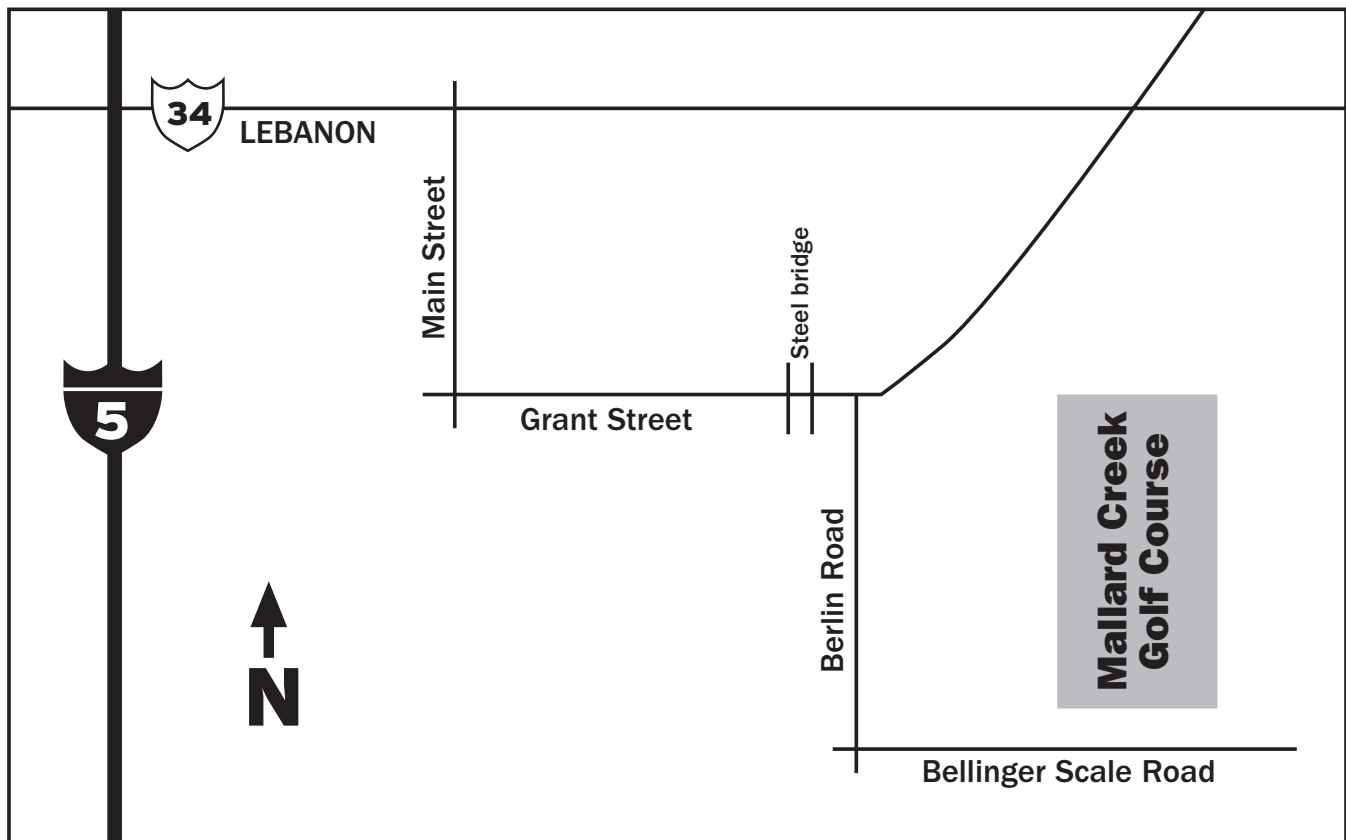 34
LEBANON
Main Street
Steel bridge
5
Grant Street
Mallard Creek
Golf Course
Berlin Road
N
Bellinger Scale Road